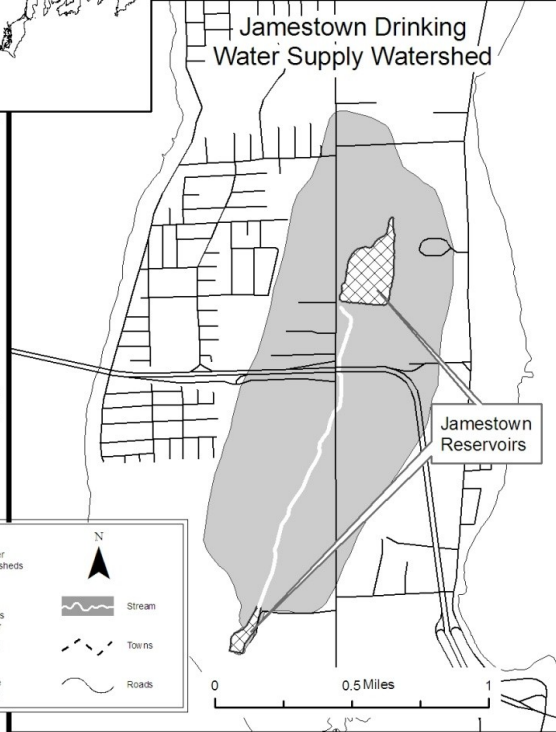 Jamestown Drinking
Water Supply Watershed
Jamestown
Reservoirs
N
Stream
Towns
Roads
0
0.5 Miles
1